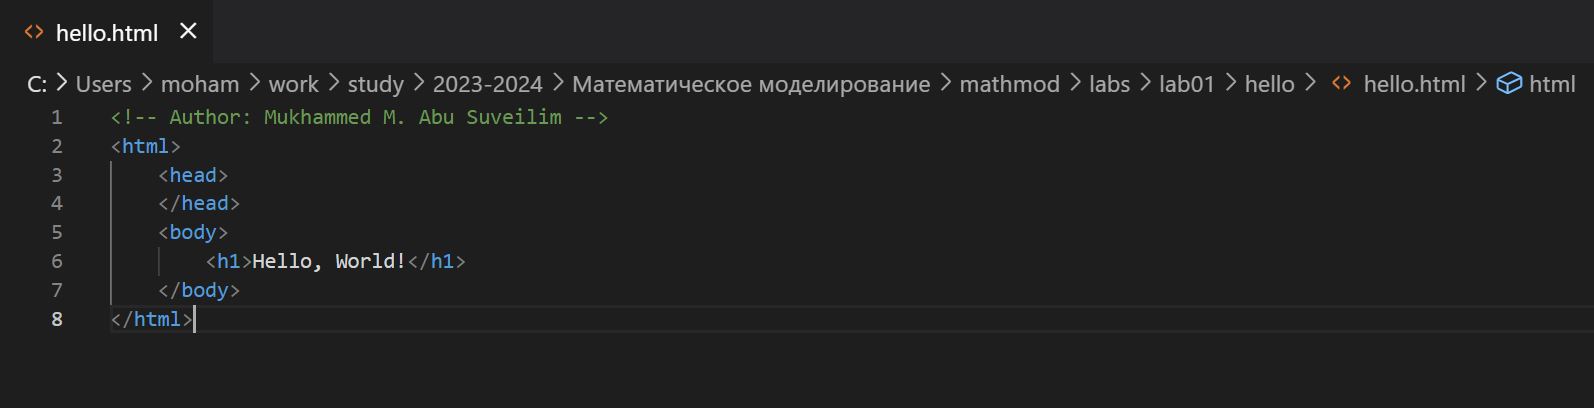 hello.html
C: > Users > moham > work > study > 2023-2024 > Математическое моделирование > mathmod > labs > lab01 > hello > hello.html > html
1 <!-- Author: Mukhammed M. Abu Suveilim -->
2 <html>
3     <head>
4     </head>
5     <body>
6         <h1>Hello, World!</h1>
7     </body>
8 </html>